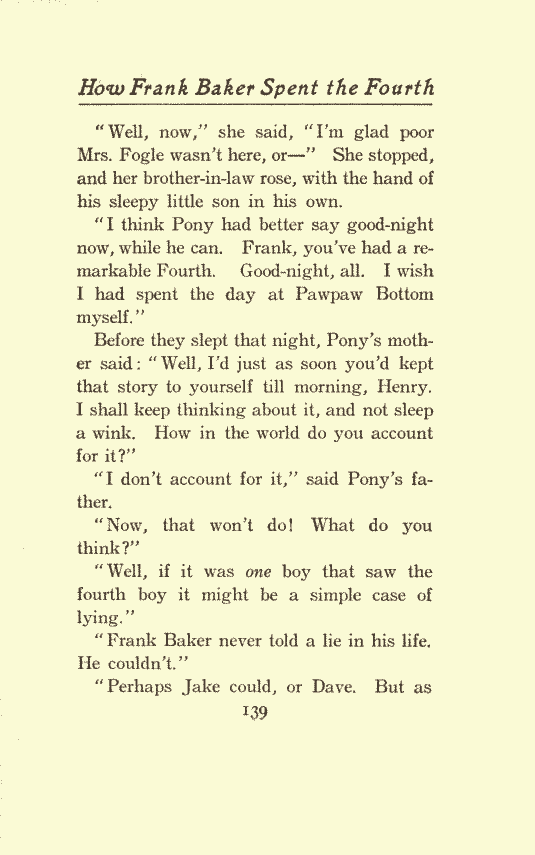 How Frank Baker Spent the Fourth
"Well, now," she said, "I'm glad poor
Mrs. Fogle wasn't here, or—" She stopped,
and her brother-in-law rose, with the hand of
his sleepy little son in his own.
"I think Pony had better say good-night
now, while he can. Frank, you've had a re-
markable Fourth. Good-night, all. I wish
I had spent the day at Pawpaw Bottom
myself."
Before they slept that night, Pony's moth-
er said: "Well, I'd just as soon you'd kept
that story to yourself till morning, Henry.
I shall keep thinking about it, and not sleep
a wink. How in the world do you account
for it?"
"I don't account for it," said Pony's fa-
ther.
"Now, that won't do! What do you
think?"
"Well, if it was one boy that saw the
fourth boy it might be a simple case of
lying."
"Frank Baker never told a lie in his life.
He couldn't."
"Perhaps Jake could, or Dave. But as
139